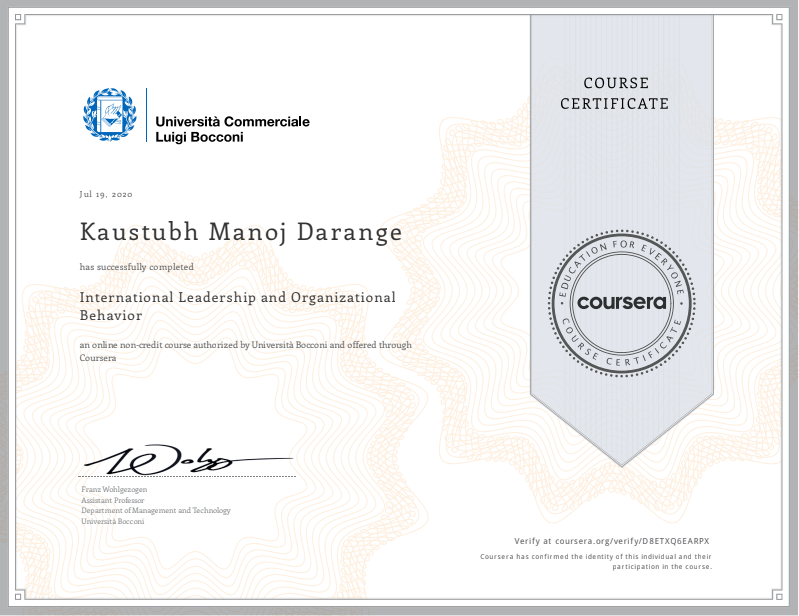 Università Commerciale
Luigi Bocconi
COURSE
CERTIFICATE
Jul 19, 2020
Kaustubh Manoj Darange
has successfully completed
International Leadership and Organizational
Behavior
an online non-credit course authorized by Università Bocconi and offered through
Coursera
EDUCATION FOR EVERYONE
coursera
COURSE CERTIFICATE
Franz Wohlgezogen
Assistant Professor
Department of Management and Technology
Università Bocconi
Verify at coursera.org/verify/D8ETXQ6EARPX
Coursera has confirmed the identity of this individual and their
participation in the course.